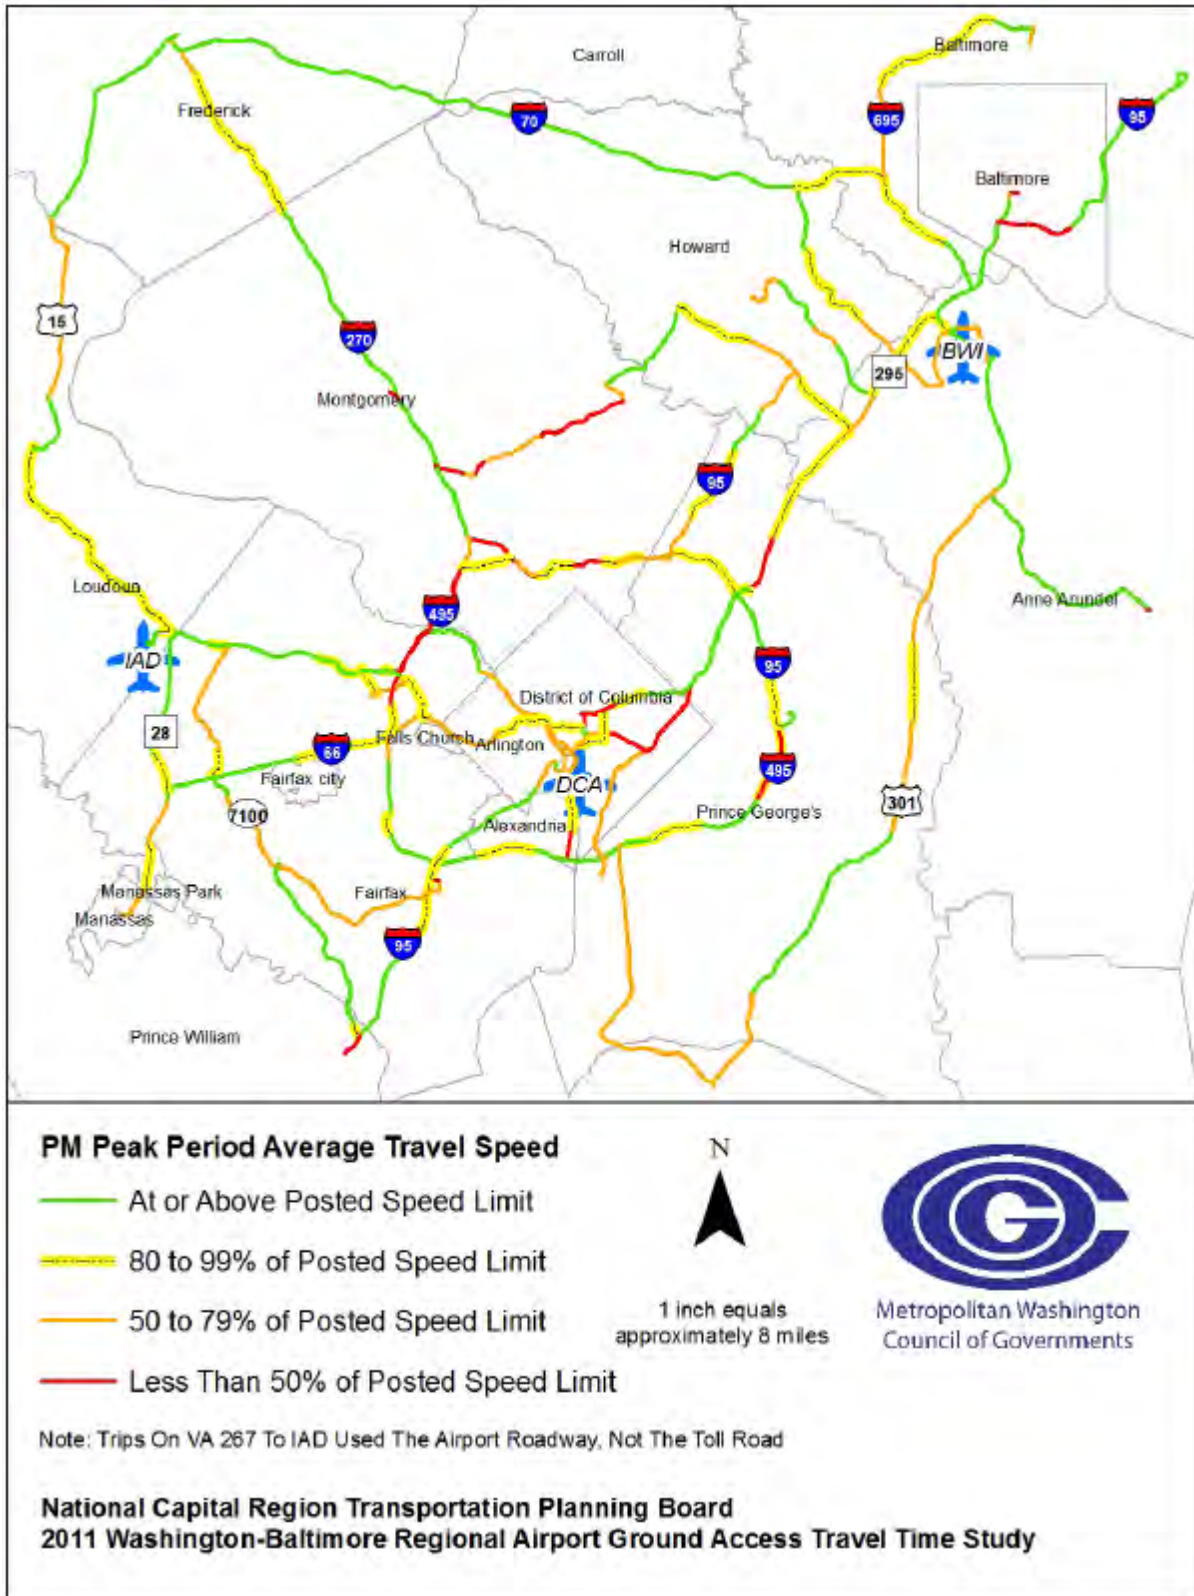 Carroll
Baltimore
Frederick
70
695
95
Baltimore
Howard
15
270
BWI
295
Montgomery
95
Loudoun
495
Anne Arundel
IAD
95
District of Columbia
28
Falls Church
Arlington
66
Fairfax city
DCA
495
7100
Alexandria
Prince George's
301
Manassas Park
Fairfax
Manassas
95
Prince William
PM Peak Period Average Travel Speed
At or Above Posted Speed Limit
80 to 99% of Posted Speed Limit
50 to 79% of Posted Speed Limit
Less Than 50% of Posted Speed Limit
N
1 inch equals
approximately 8 miles
COG
Metropolitan Washington
Council of Governments
Note: Trips On VA 267 To IAD Used The Airport Roadway, Not The Toll Road
National Capital Region Transportation Planning Board
2011 Washington-Baltimore Regional Airport Ground Access Travel Time Study